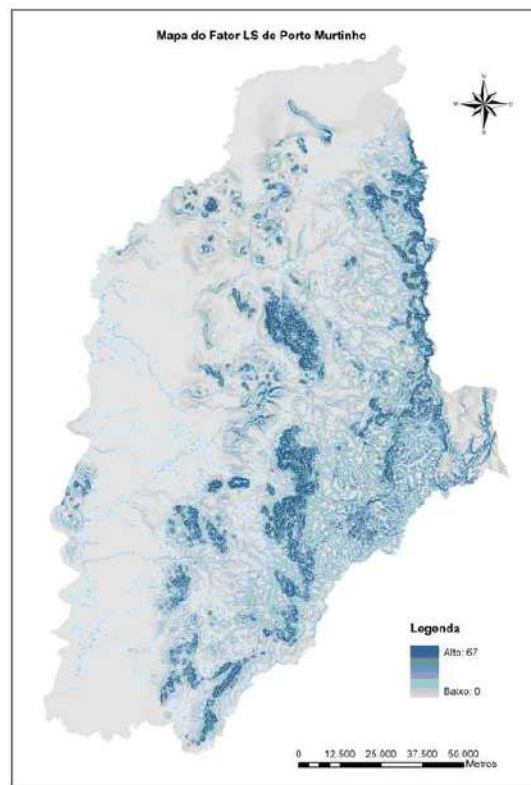 Mapa do Fator LS de Porto Murtinho
N
W E
S
Legenda
Alto: 67
Baixo: 0
0 12.500 25.000 37.500 50.000
Metros